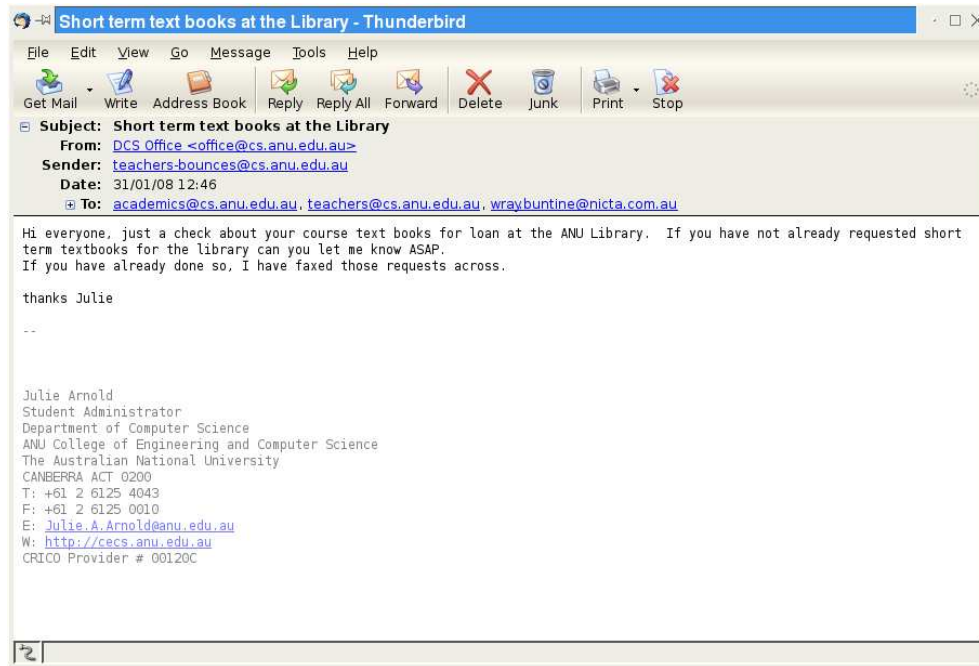 Short term text books at the Library - Thunderbird
File Edit View Go Message Tools Help
Get Mail Write Address Book Reply Reply All Forward Delete Junk Print Stop
Subject: Short term text books at the Library
From: DCS Office <office@cs.anu.edu.au>
Sender: teachers-bounces@cs.anu.edu.au
Date: 31/01/08 12:46
To: academics@cs.anu.edu.au, teachers@cs.anu.edu.au, wray.buntine@nicta.com.au
Hi everyone, just a check about your course text books for loan at the ANU Library.  If you have not already requested short
term textbooks for the library can you let me know ASAP.
If you have already done so, I have faxed those requests across.
thanks Julie
--
Julie Arnold
Student Administrator
Department of Computer Science
ANU College of Engineering and Computer Science
The Australian National University
CANBERRA ACT 0200
T: +61 2 6125 4043
F: +61 2 6125 0010
E: Julie.A.Arnold@anu.edu.au
W: http://cecs.anu.edu.au
CRICO Provider # 00120C